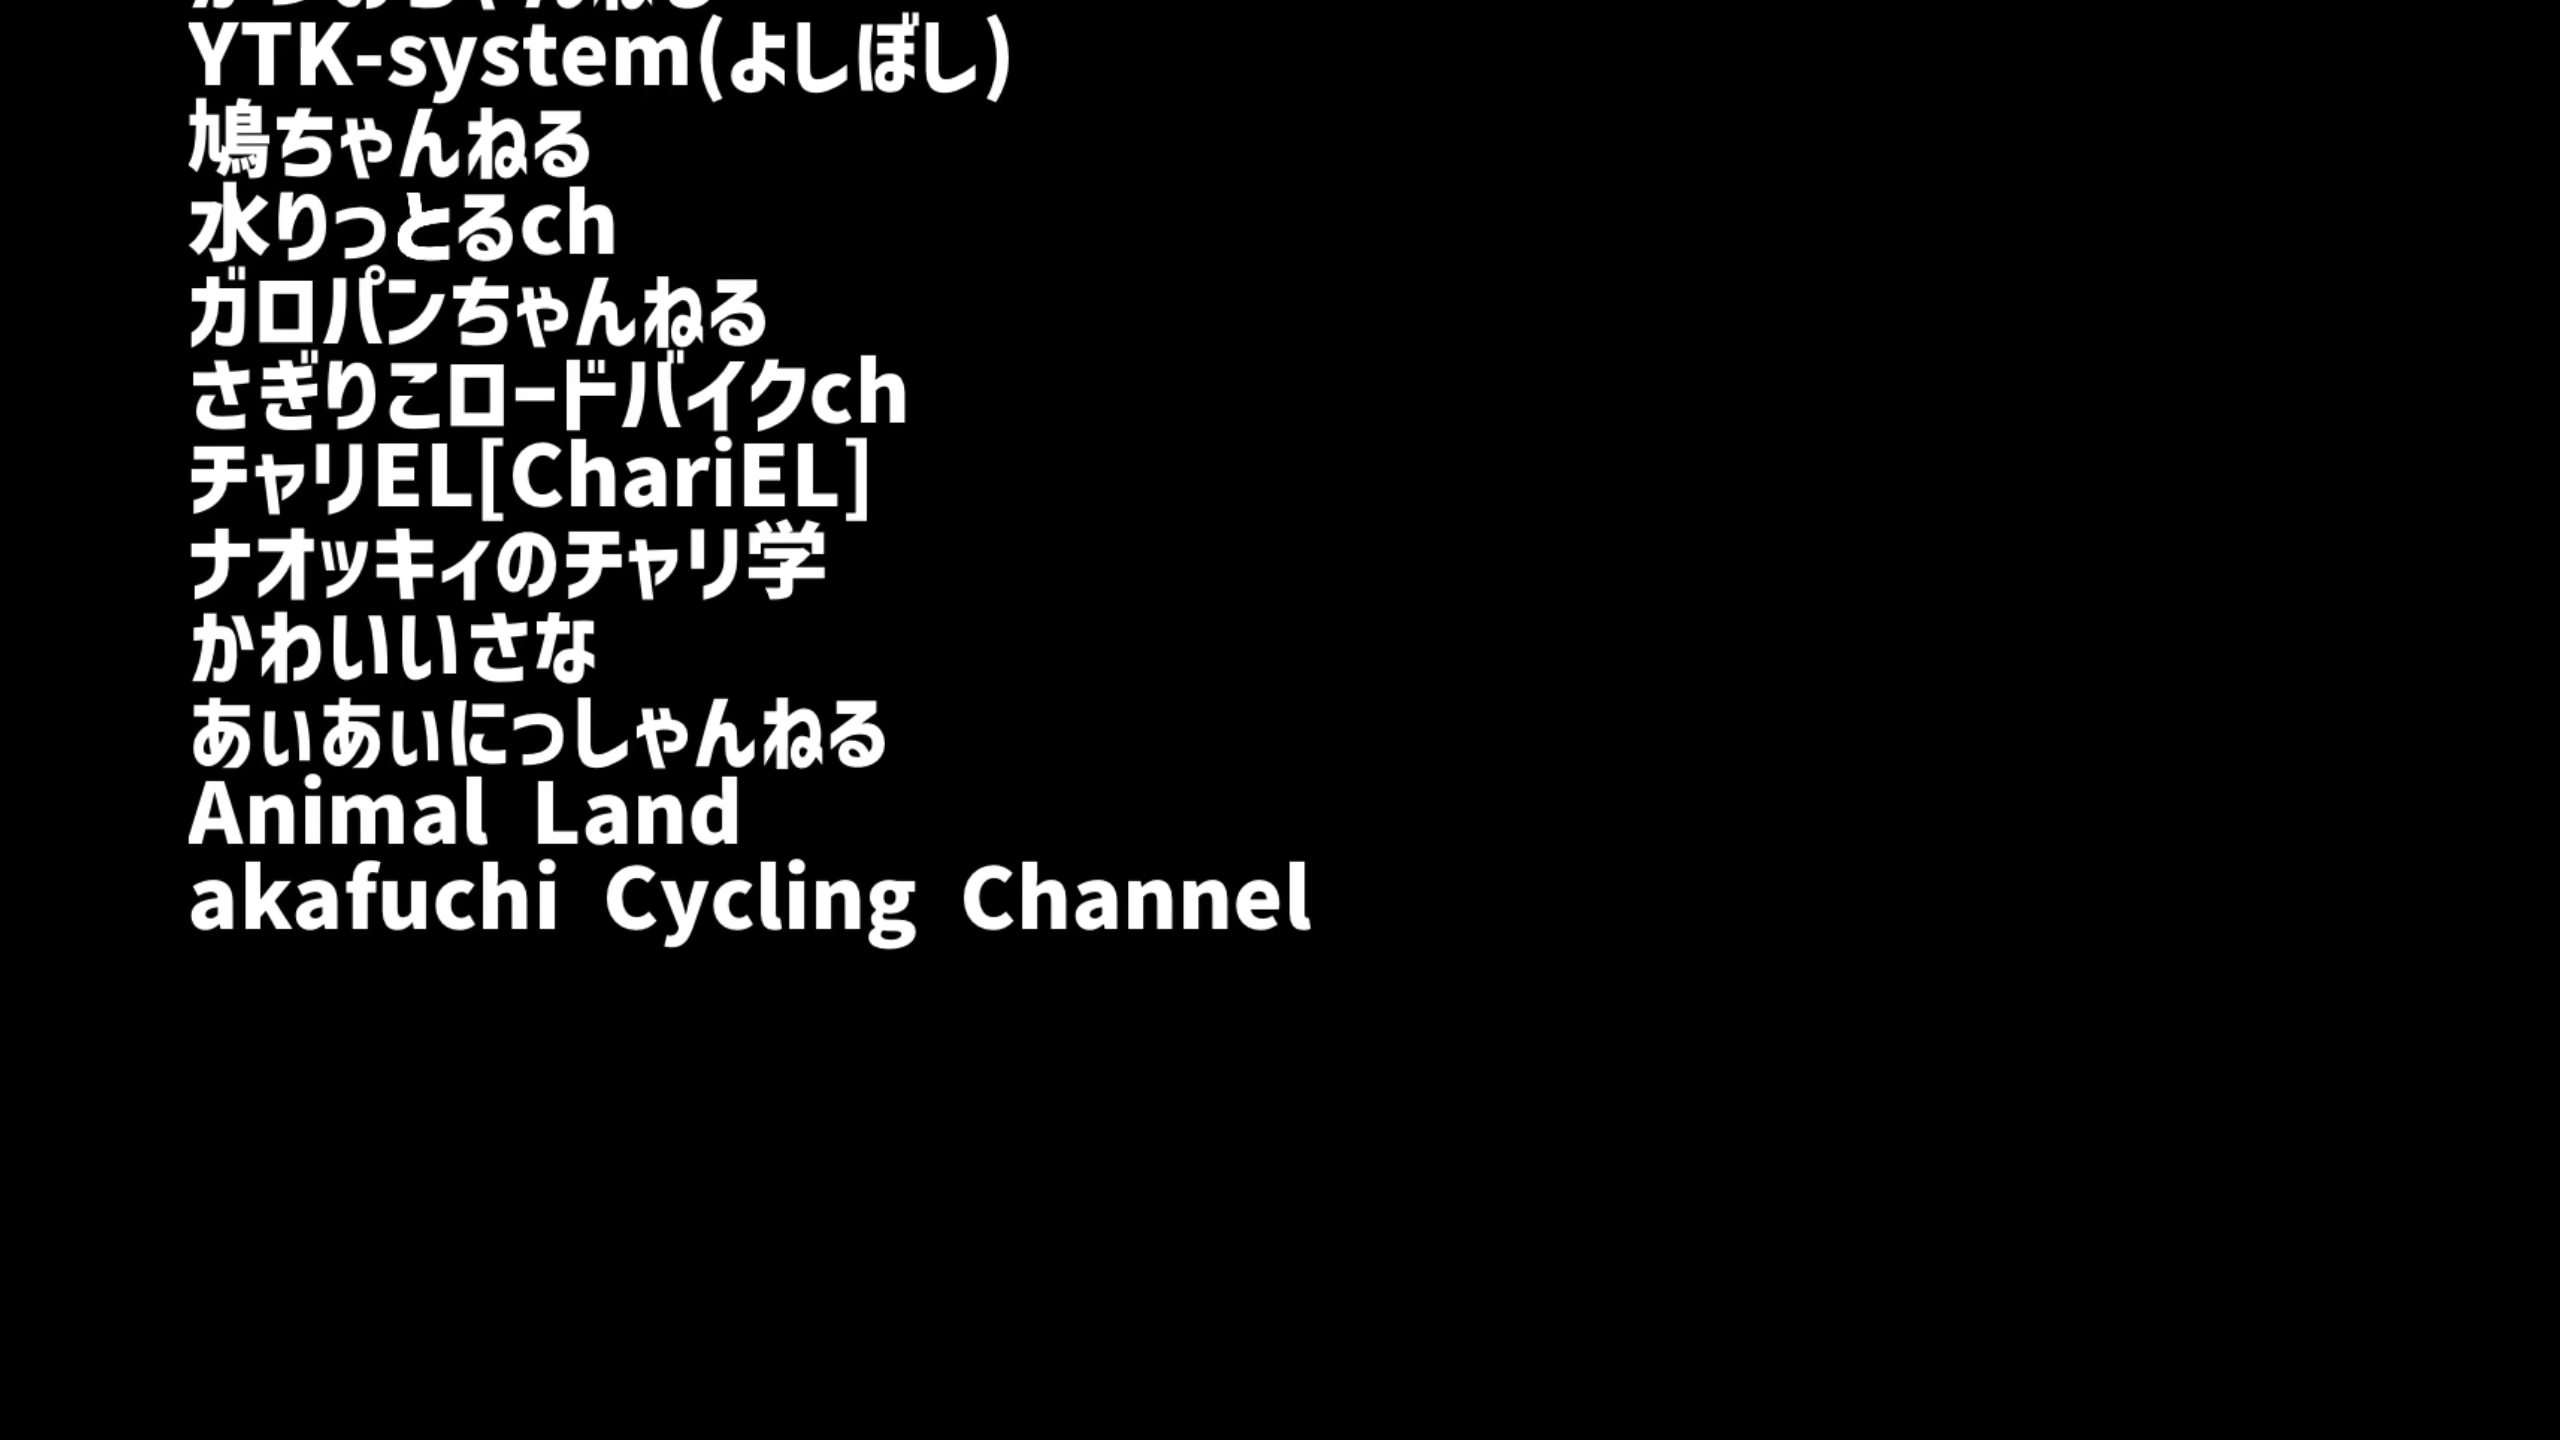 YTK-system(よしぼし)
鳩ちゃんねる
水りっとるch
ガロパンちゃんねる
さぎりこロードバイクch
チャリEL[ChariEL]
ナオッキィのチャリ学
かわいいさな
あぃあぃにつしゃんねる
Animal Land
akafuchi Cycling Channel